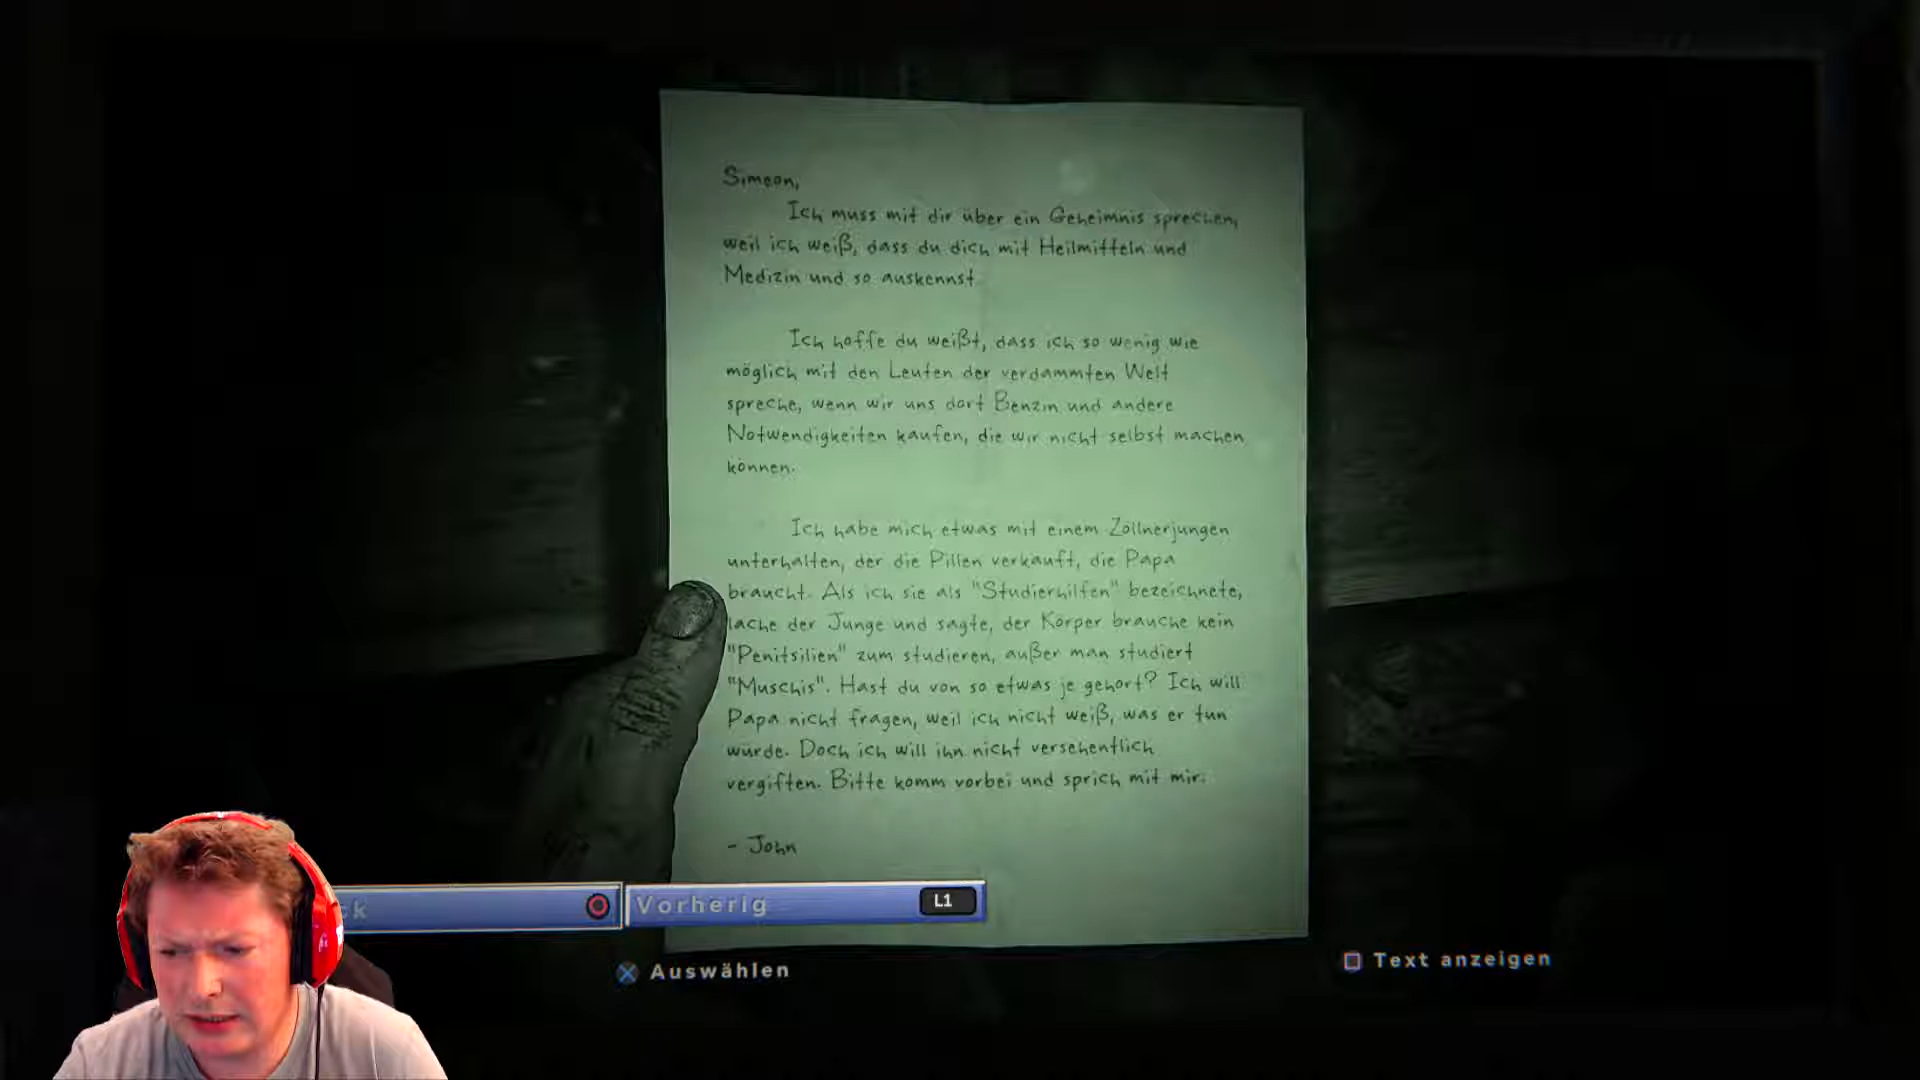 Simeon,
Ich muss mit dir über ein Geheimnis sprechen,
weil ich weiß, dass du dich mit Heilmitteln und
Medizin und so auskennst.
Ich hoffe du weißt, dass ich so wenig wie
möglich mit den Leuten der verdammten Welt
spreche, wenn wir uns dort Benzin und andere
Notwendigkeiten kaufen, die wir nicht selbst machen
können.
Ich habe mich etwas mit einem Zöllnerjungen
unterhalten, der die Pillen verkauft, die Papa
braucht. Als ich sie als "Studierhilfen" bezeichnete,
lache der Junge und sagte, der Körper brauche kein
"Penitsilien" zum studieren, außer man studiert
"Muschis". Hast du von so etwas je gehört? Ich will
Papa nicht fragen, weil ich nicht weiß, was er tun
würde. Doch ich will ihn nicht versehentlich
vergiften. Bitte komm vorbei und sprich mit mir.
- John
ck
Vorherig L1
Auswählen
Text anzeigen